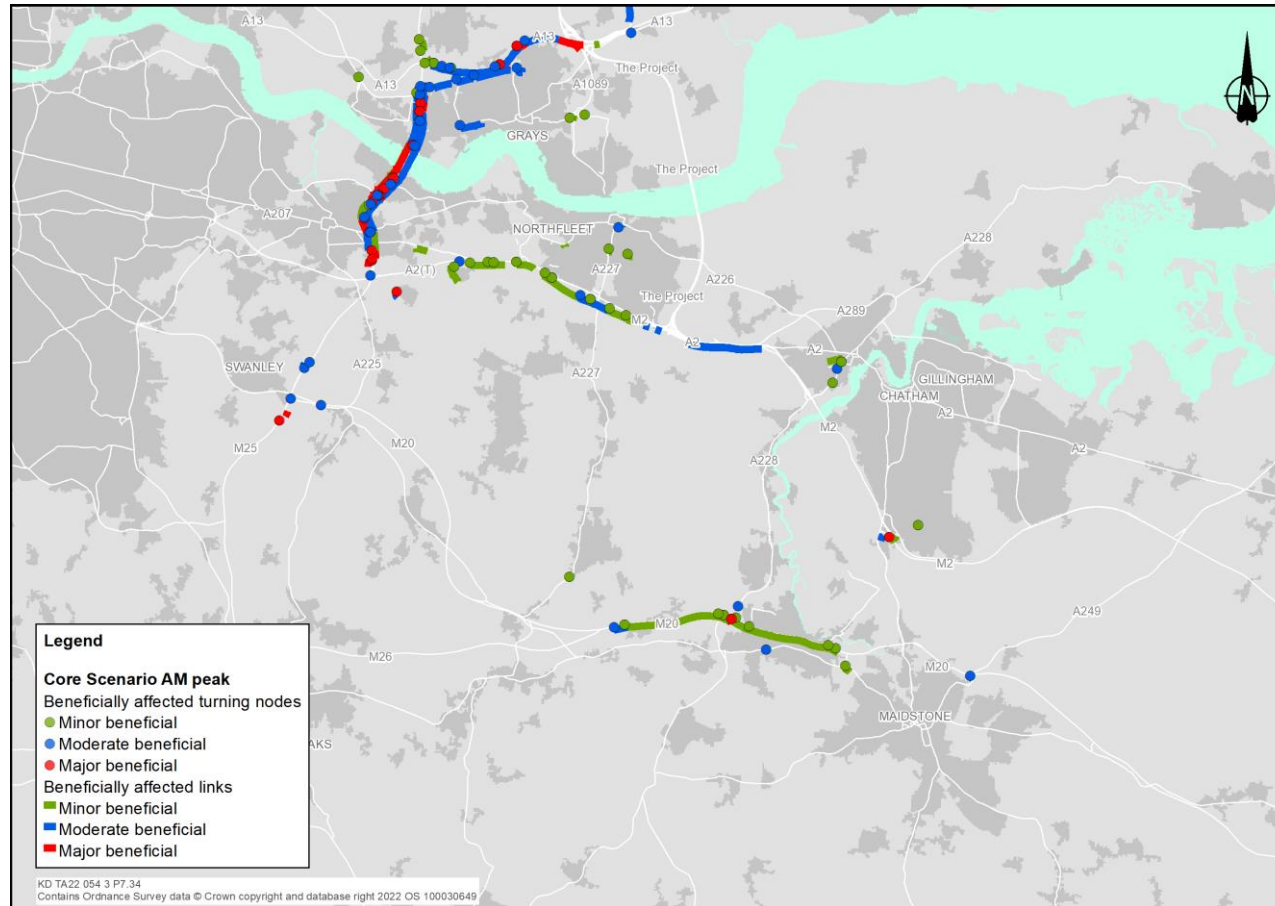 A13
A13
A13
The Project
A13
A1089
GRAYS
The Project
A207
NORTHFLEET
A228
A2(T)
A227
A226
The Project
M2
A289
A2
A2
SWANLEY
A225
A227
GILLINGHAM
CHATHAM
A2
M2
A2
M25
M20
A228
M2
A249
M20
M26
M20
MAIDSTONE
AKS
N
Legend
Core Scenario AM peak
Beneficially affected turning nodes
Minor beneficial
Moderate beneficial
Major beneficial
Beneficially affected links
Minor beneficial
Moderate beneficial
Major beneficial
KD TA22 054 3 P7.34
Contains Ordnance Survey data © Crown copyright and database right 2022 OS 100030649